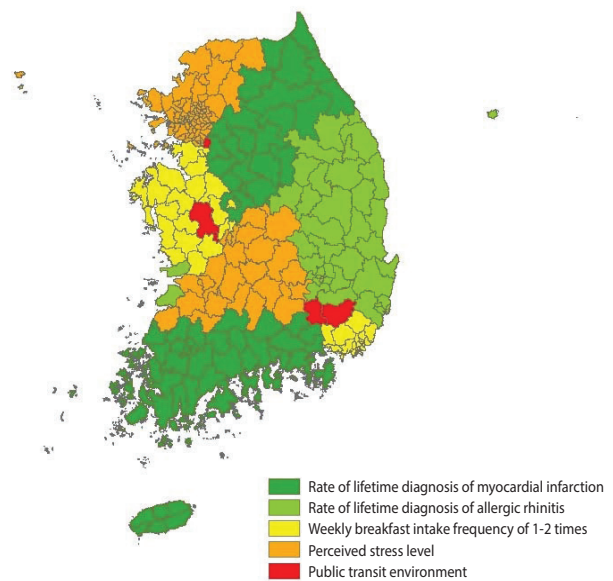 Rate of lifetime diagnosis of myocardial infarction
Rate of lifetime diagnosis of allergic rhinitis
Weekly breakfast intake frequency of 1-2 times
Perceived stress level
Public transit environment